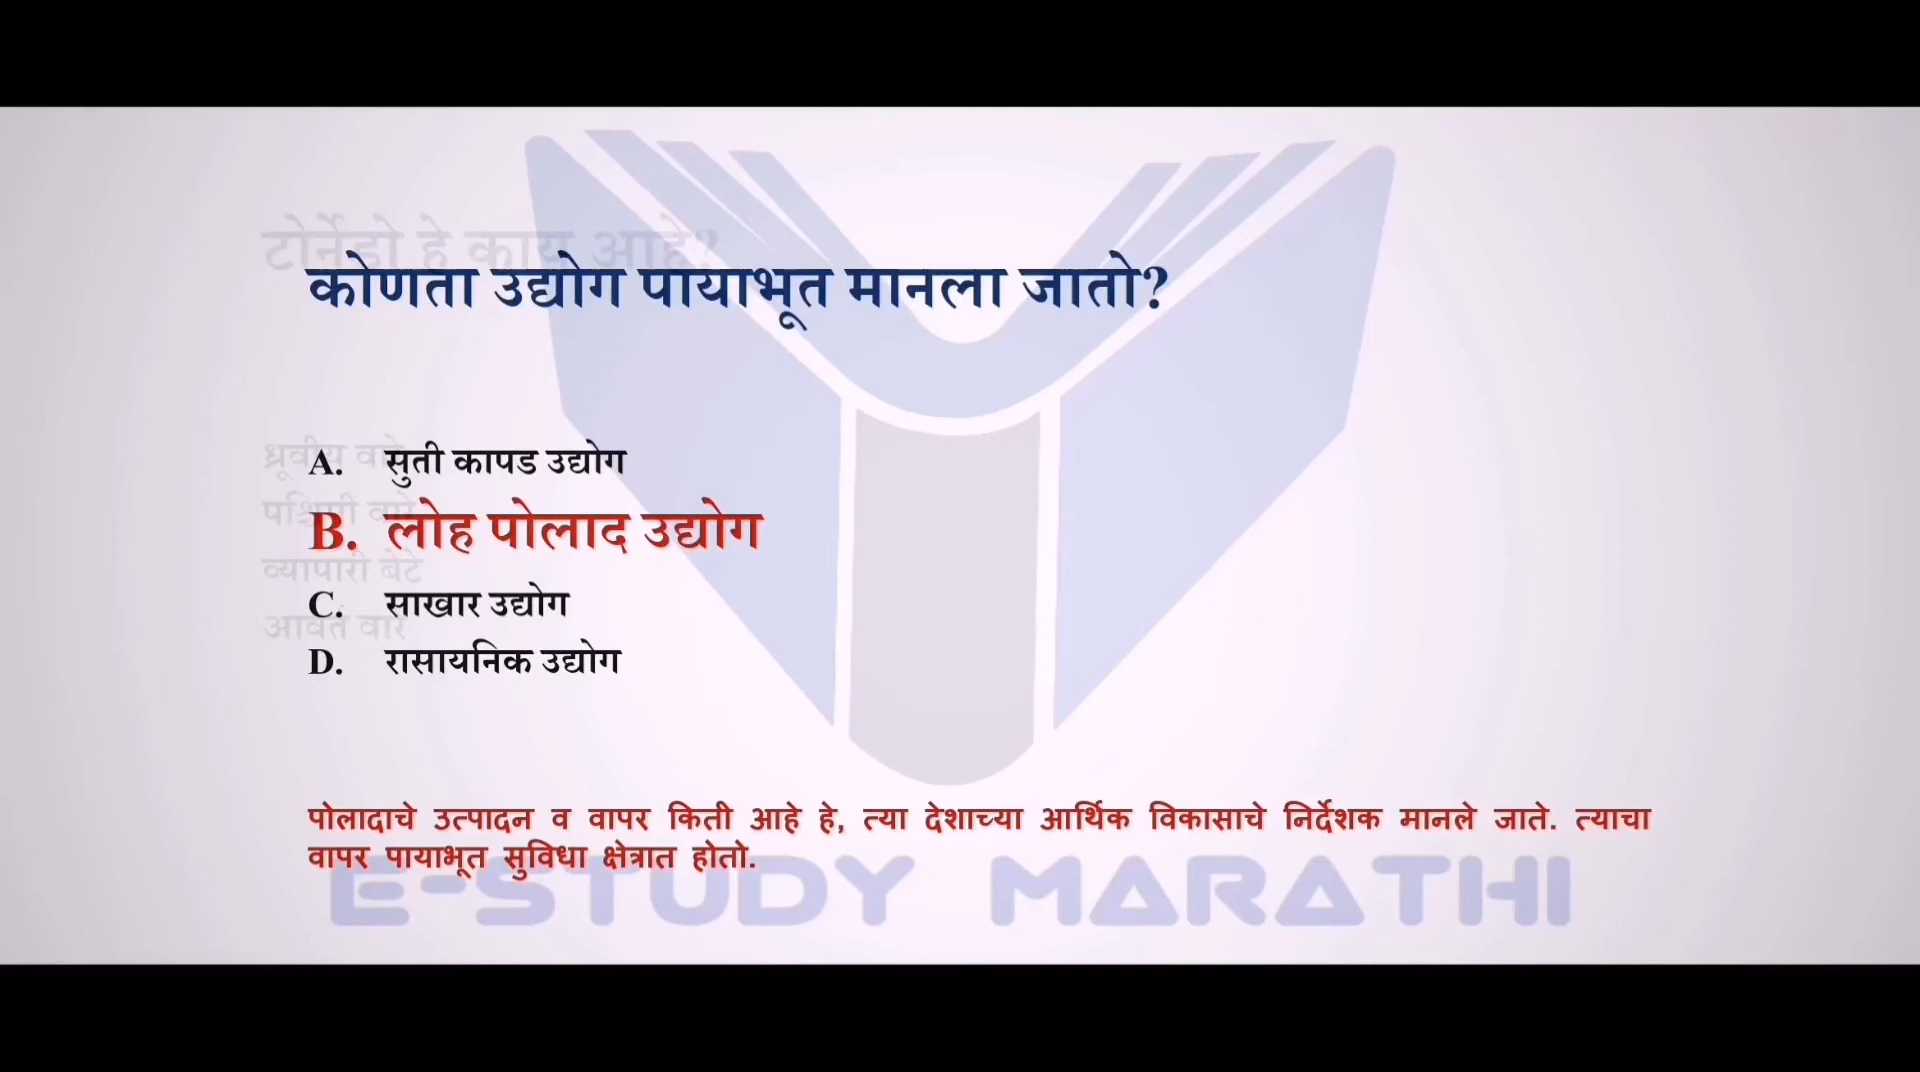 टोर्नेडो हे काय आहे?
कोणता उद्योग पायाभूत मानला जातो?
A. सुती कापड उद्योग
B. लोह पोलाद उद्योग
व्यापारी बेटे
C. साखार उद्योग
D. रासायनिक उद्योग
पोलादाचे उत्पादन व वापर किती आहे हे, त्या देशाच्या आर्थिक विकासाचे निर्देशक मानले जाते. त्याचा
वापर पायाभूत सुविधा क्षेत्रात होतो.
E-STUDY MARATHI